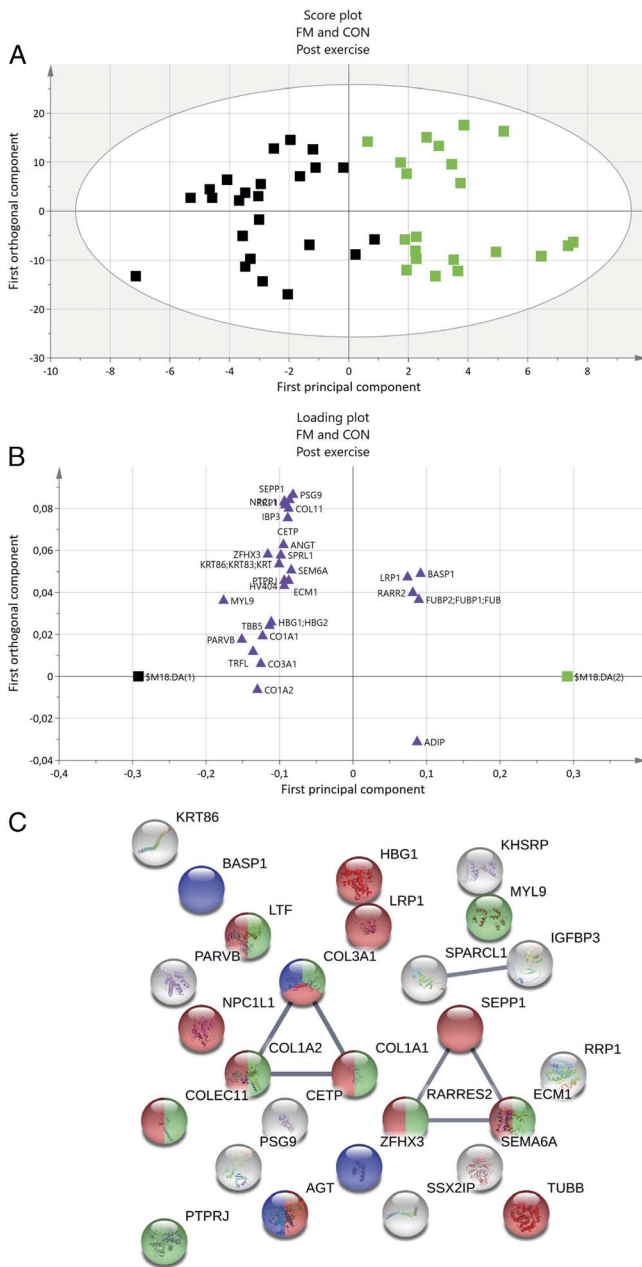 Score plot
FM and CON
Post exercise
A
20
10
0
-10
-20
-30
-10
-8
-6
-4
-2
0
2
4
6
8
First orthogonal component
First principal component
Loading plot
FM and CON
Post exercise
B
0,08
0,06
0,04
0,02
0
-0,02
-0,04
-0,4
-0,3
-0,2
-0,1
0
0,1
0,2
0,3
First orthogonal component
First principal component
SEPP1
PSG9
COL11
IBP3
CETP
ANGT
ZFHX3
SPRL1
KRT86;KRT83;KRT
SEM6A
PTPRJ
HV404
ECM1
MYL9
LRP1
BASP1
RARR2
FUBP2;FUBP1;FUB
TBB5
HBG1;HBG2
CO1A1
PARVB
TRFL
CO3A1
CO1A2
$M18.DA(1)
$M18.DA(2)
ADIP
C
KRT86
BASP1
HBG1
KHSRP
LTF
LRP1
MYL9
PARVB
COL3A1
SPARCL1
IGFBP3
NPC1L1
SEPP1
COL1A2
COL1A1
RRP1
COLEC11
CETP
RARRES2
ECM1
PSG9
ZFHX3
SEMA6A
AGT
SSX2IP
TUBB
PTPRJ